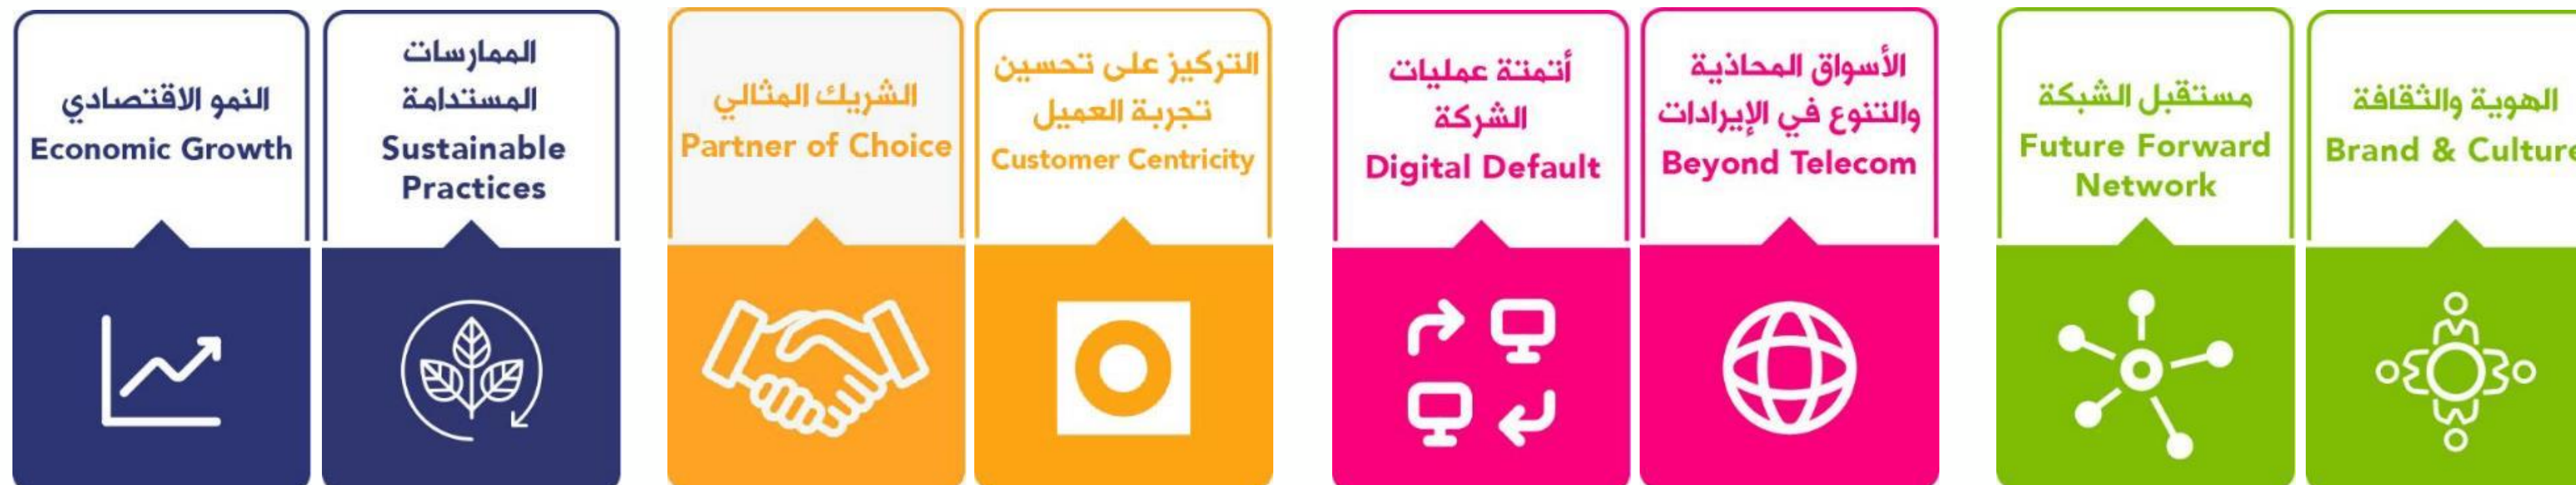 النمو الاقتصادي
Economic Growth
الممارسات
المستدامة
Sustainable
Practices
الشريك المثالي
Partner of Choice
التركيز على تحسين
تجربة العميل
Customer Centricity
أتمتة عمليات
الشركة
Digital Default
الأسواق المحاذية
والتنوع في الإيرادات
Beyond Telecom
مستقبل الشبكة
Future Forward
Network
الهوية والثقافة
Brand & Culture